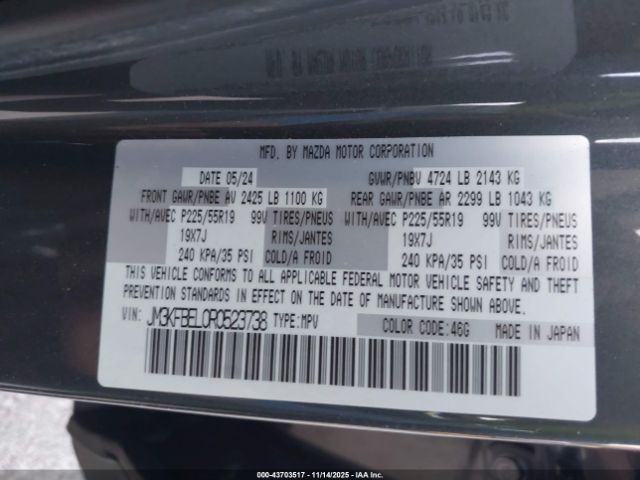 MFD. BY MAZDA MOTOR CORPORATION
DATE 05/24 GVWR/PNBV 4724 LB 2143 KG
FRONT GAWR/PNBE AV 2425 LB 1100 KG REAR GAWR/PNBE AR 2299 LB 1043 KG
WITH/AVEC P225/55R19 99V TIRES/PNEUS WITH/AVEC P225/55R19 99V TIRES/PNEUS
19X7J RIMS/JANTES 19X7J RIMS/JANTES
240 KPA/35 PSI COLD/A FROID 240 KPA/35 PSI COLD/A FROID
THIS VEHICLE CONFORMS TO ALL APPLICABLE FEDERAL MOTOR VEHICLE SAFETY AND THEFT
PREVENTION STANDARDS IN EFFECT ON THE DATE OF MANUFACTURE SHOWN ABOVE.
VIN: JM3KFBEL0R0523738 TYPE:MPV COLOR CODE:46G MADE IN JAPAN
000-43703517 - 11/14/2025 - IAAI.COM